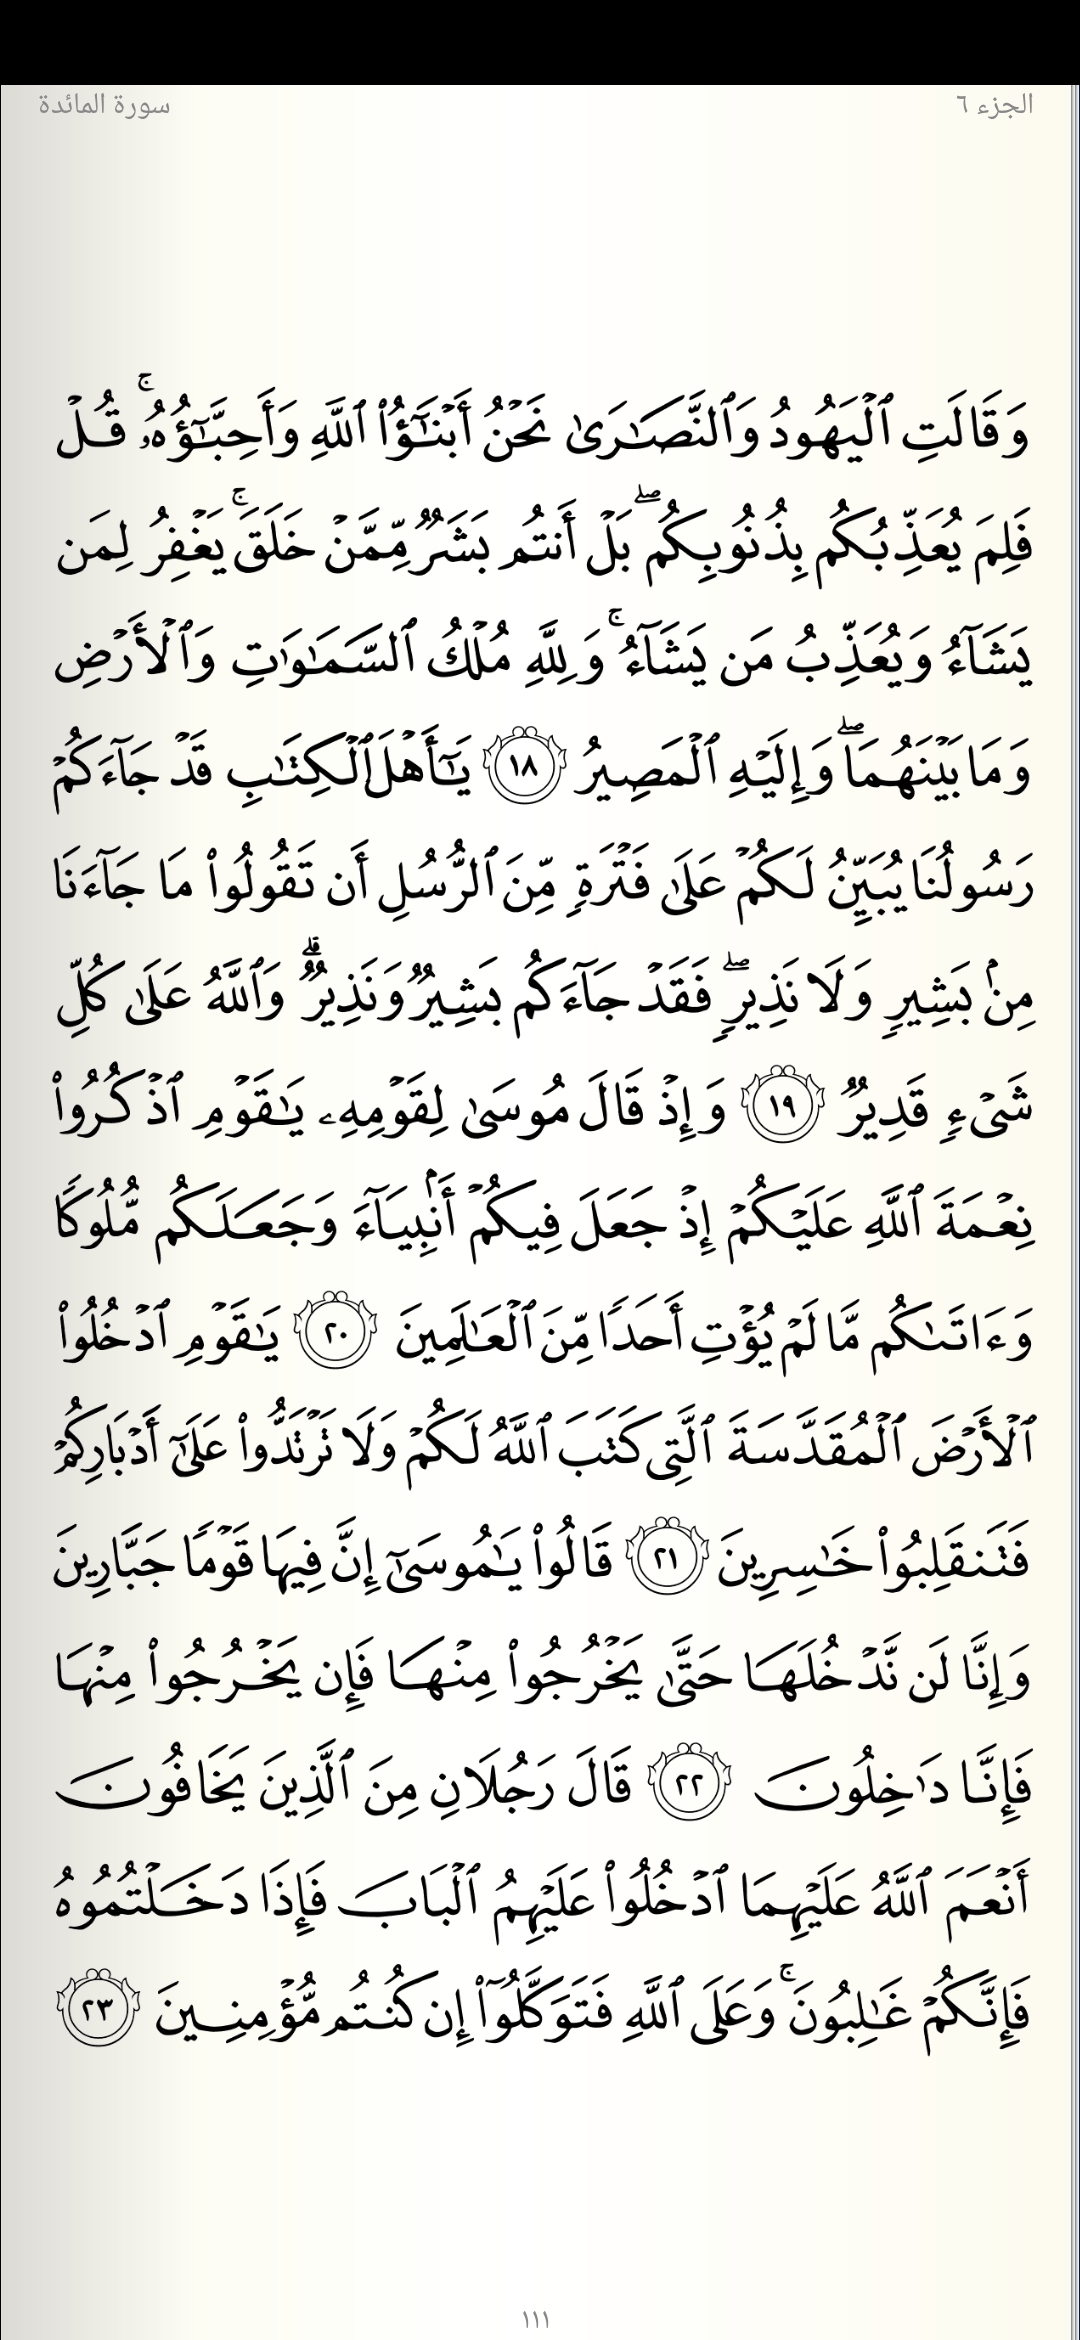 الجزء ٦
سورة المائدة
وَقَالَتِ ٱلۡيَهُودُ وَٱلنَّصَٰرَىٰ نَحۡنُ أَبۡنَٰٓؤُاْ ٱللَّهِ وَأَحِبَّٰٓؤُهُۥۚ قُلۡ
فَلِمَ يُعَذِّبُكُم بِذُنُوبِكُمۖ بَلۡ أَنتُم بَشَرٞ مِّمَّنۡ خَلَقَۚ يَغۡفِرُ لِمَن
يَشَآءُ وَيُعَذِّبُ مَن يَشَآءُۚ وَلِلَّهِ مُلۡكُ ٱلسَّمَٰوَٰتِ وَٱلۡأَرۡضِ
وَمَا بَيۡنَهُمَاۖ وَإِلَيۡهِ ٱلۡمَصِيرُ ١٨ يَٰٓأَهۡلَ ٱلۡكِتَٰبِ قَدۡ جَآءَكُمۡ
رَسُولُنَا يُبَيِّنُ لَكُمۡ عَلَىٰ فَتۡرَةٖ مِّنَ ٱلرُّسُلِ أَن تَقُولُواْ مَا جَآءَنَا
مِنۢ بَشِيرٖ وَلَا نَذِيرٖۖ فَقَدۡ جَآءَكُم بَشِيرٞ وَنَذِيرٞۗ وَٱللَّهُ عَلَىٰ كُلِّ
شَيۡءٖ قَدِيرٞ ١٩ وَإِذۡ قَالَ مُوسَىٰ لِقَوۡمِهِۦ يَٰقَوۡمِ ٱذۡكُرُواْ
نِعۡمَةَ ٱللَّهِ عَلَيۡكُمۡ إِذۡ جَعَلَ فِيكُمۡ أَنۢبِيَآءَ وَجَعَلَكُم مُّلُوكٗا
وَءَاتَىٰكُم مَّا لَمۡ يُؤۡتِ أَحَدٗا مِّنَ ٱلۡعَٰلَمِينَ ٢٠ يَٰقَوۡمِ ٱدۡخُلُواْ
ٱلۡأَرۡضَ ٱلۡمُقَدَّسَةَ ٱلَّتِي كَتَبَ ٱللَّهُ لَكُمۡ وَلَا تَرۡتَدُّواْ عَلَىٰٓ أَدۡبَارِكُمۡ
فَتَنقَلِبُواْ خَٰسِرِينَ ٢١ قَالُواْ يَٰمُوسَىٰٓ إِنَّ فِيهَا قَوۡمٗا جَبَّارِينَ
وَإِنَّا لَن نَّدۡخُلَهَا حَتَّىٰ يَخۡرُجُواْ مِنۡهَا فَإِن يَخۡرُجُواْ مِنۡهَا
فَإِنَّا دَٰخِلُونَ ٢٢ قَالَ رَجُلَانِ مِنَ ٱلَّذِينَ يَخَافُونَ
أَنۡعَمَ ٱللَّهُ عَلَيۡهِمَا ٱدۡخُلُواْ عَلَيۡهِمُ ٱلۡبَابَ فَإِذَا دَخَلۡتُمُوهُ
فَإِنَّكُمۡ غَٰلِبُونَۚ وَعَلَى ٱللَّهِ فَتَوَكَّلُوٓاْ إِن كُنتُم مُّؤۡمِنِينَ ٢٣
١١١